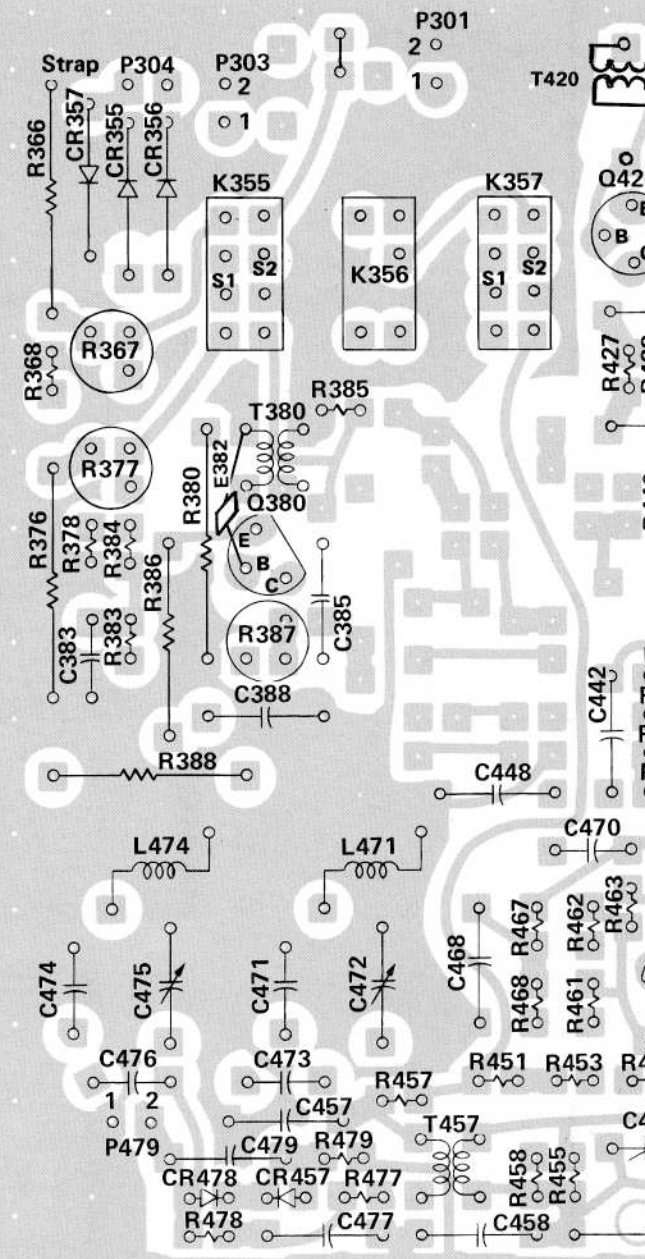 P301
2
1
T420
Strap
P304
P303
2
1
R366
CR357
CR355
CR356
K355
S1
S2
K356
K357
S1
S2
B
R368
R367
R427
R385
T380
E382
R377
R380
Q380
E
B
C
R376
R378
R384
R386
C385
R387
C383
R383
C388
C442
R388
C448
C470
L474
L471
R467
R462
R463
C468
C474
C475
C471
C472
R468
R461
C476
C473
R457
R451
R453
1
2
P479
C457
T457
C479
R479
CR478
CR457
R477
R458
R455
R478
C477
C458